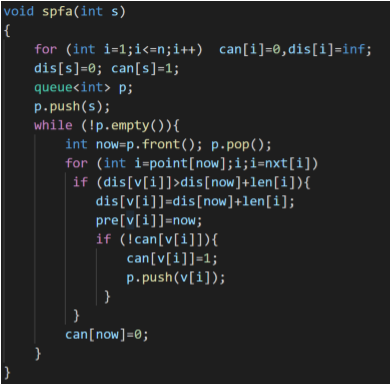 void spfa(int s)
{
    for (int i=1;i<=n;i++)  can[i]=0,dis[i]=inf;
    dis[s]=0; can[s]=1;
    queue<int> p;
    p.push(s);
    while (!p.empty()){
        int now=p.front(); p.pop();
        for (int i=point[now];i;i=nxt[i])
         if (dis[v[i]]>dis[now]+len[i]){
            dis[v[i]]=dis[now]+len[i];
            pre[v[i]]=now;
            if (!can[v[i]]){
                can[v[i]]=1;
                p.push(v[i]);
             }
         }
        can[now]=0;
    }
}